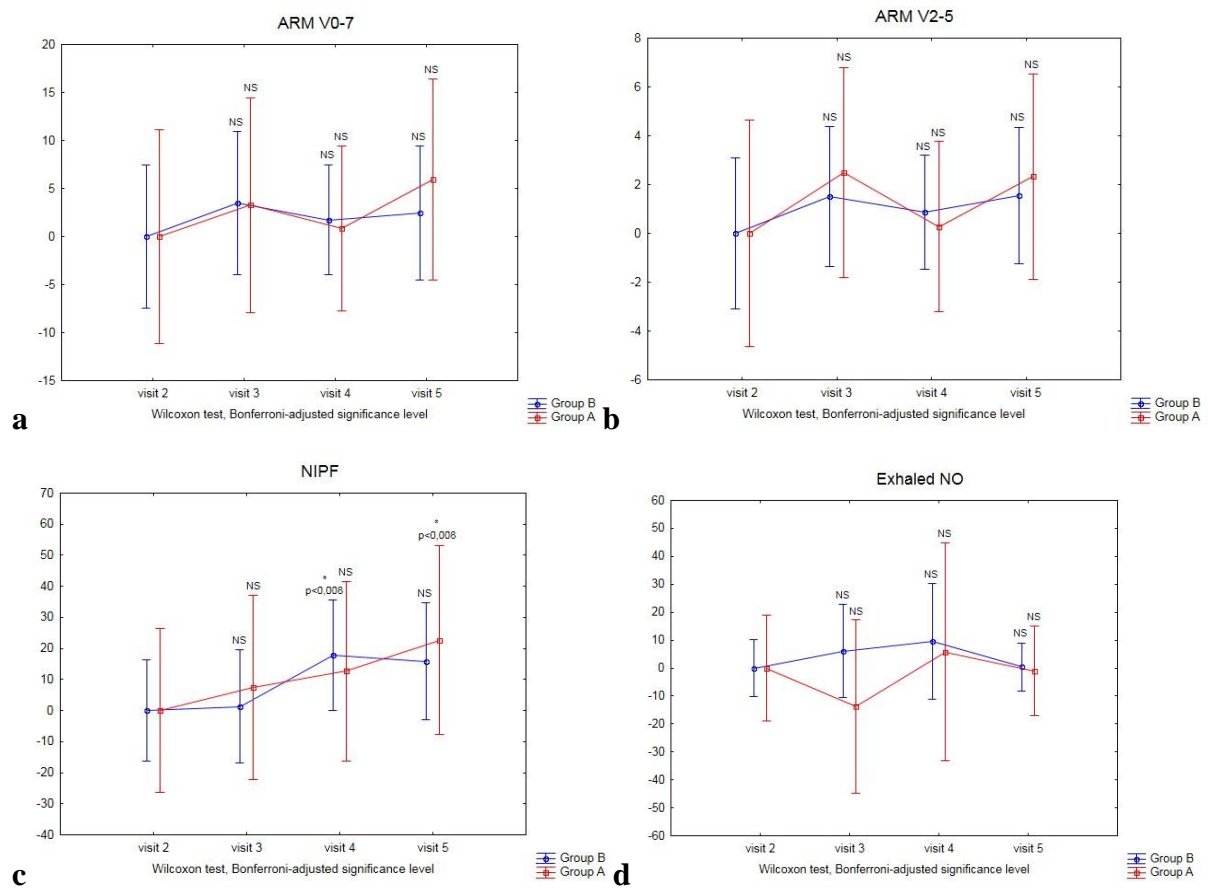 ARM V0-7
20
15
10
5
0
-5
-10
-15
NS
NS
NS
NS
NS
NS
visit 2 visit 3 visit 4 visit 5
Wilcoxon test, Bonferroni-adjusted significance level
Group B
Group A
a
ARM V2-5
8
6
4
2
0
-2
-4
-6
NS
NS
NS
NS
NS
NS
visit 2 visit 3 visit 4 visit 5
Wilcoxon test, Bonferroni-adjusted significance level
Group B
Group A
b
NIPF
70
60
50
40
30
20
10
0
-10
-20
-30
-40
NS
NS
*
p<0,008
NS
NS
*
p<0,008
visit 2 visit 3 visit 4 visit 5
Wilcoxon test, Bonferroni-adjusted significance level
Group B
Group A
c
Exhaled NO
60
50
40
30
20
10
0
-10
-20
-30
-40
-50
-60
NS
NS
NS
NS
NS
NS
visit 2 visit 3 visit 4 visit 5
Wilcoxon test, Bonferroni-adjusted significance level
Group B
Group A
d